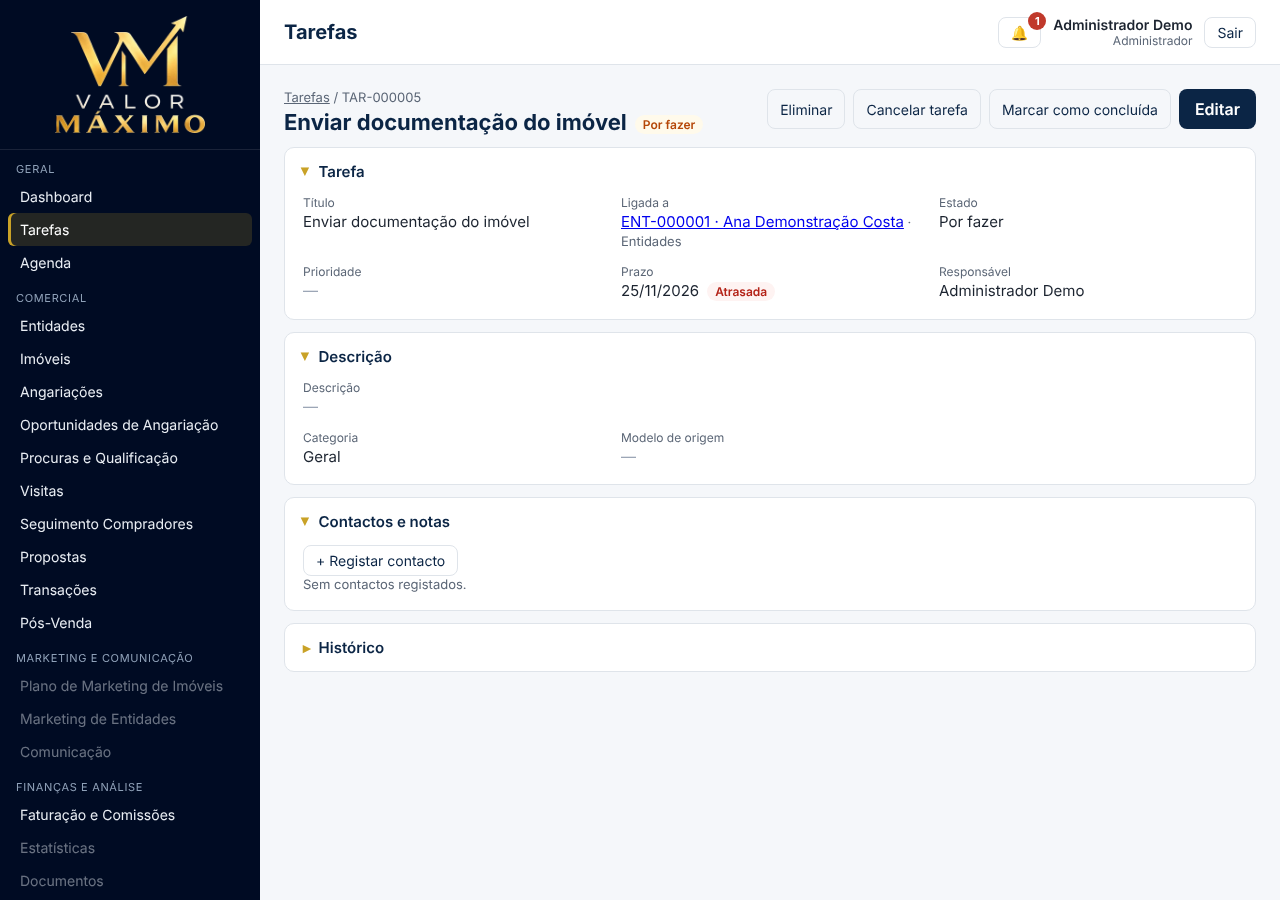 VM
VALOR
MÁXIMO
GERAL
Dashboard
Tarefas
Agenda
COMERCIAL
Entidades
Imóveis
Angariações
Oportunidades de Angariação
Procuras e Qualificação
Visitas
Seguimento Compradores
Propostas
Transações
Pós-Venda
MARKETING E COMUNICAÇÃO
Plano de Marketing de Imóveis
Marketing de Entidades
Comunicação
FINANÇAS E ANÁLISE
Faturação e Comissões
Estatísticas
Documentos
Tarefas
1
Administrador Demo
Administrador
Sair
Tarefas / TAR-000005
Enviar documentação do imóvel Por fazer
Eliminar
Cancelar tarefa
Marcar como concluída
Editar
Tarefa
Título
Enviar documentação do imóvel
Ligada a
ENT-000001 · Ana Demonstração Costa ·
Entidades
Estado
Por fazer
Prioridade
—
Prazo
25/11/2026 Atrasada
Responsável
Administrador Demo
Descrição
Descrição
—
Categoria
Geral
Modelo de origem
—
Contactos e notas
+ Registar contacto
Sem contactos registados.
Histórico